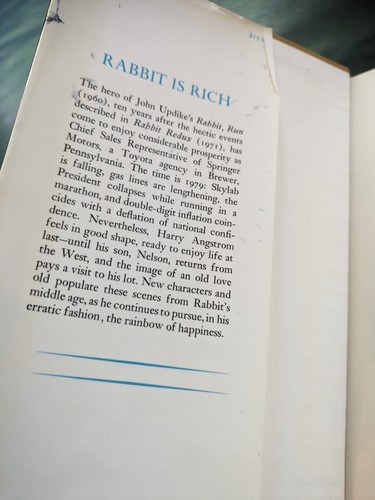 RABBIT IS RICH
The hero of John Updike's Rabbit, Run
(1960), ten years after the hectic events
described in Rabbit Redux (1971), has
come to enjoy considerable prosperity as
Chief Sales Representative of Springer
Motors, a Toyota agency in Brewer,
Pennsylvania. The time is 1979: Skylab
is falling, gas lines are lengthening, the
President collapses while running in a
marathon, and double-digit inflation coin-
cides with a deflation of national confi-
dence. Nevertheless, Harry Angstrom
feels in good shape, ready to enjoy life at
last—until his son, Nelson, returns from
the West, and the image of an old love
pays a visit to his lot. New characters and
old populate these scenes from Rabbit's
middle age, as he continues to pursue, in his
erratic fashion, the rainbow of happiness.